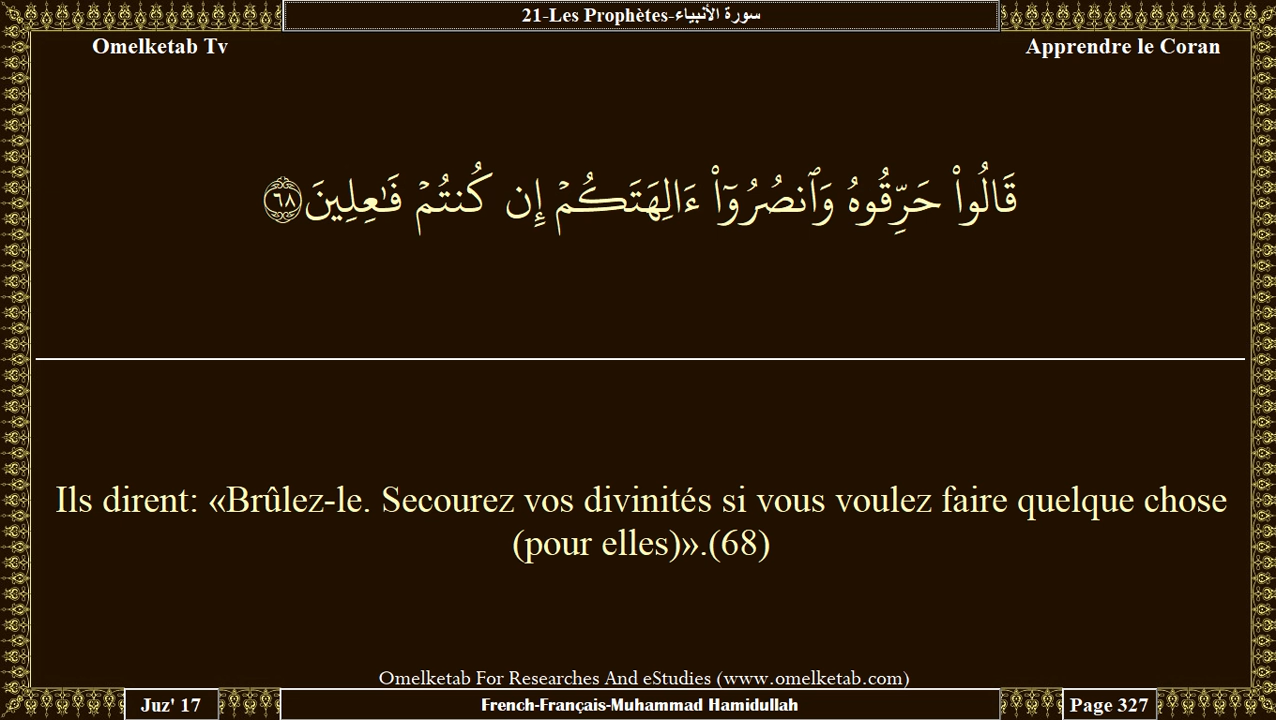 21-Les Prophètes-سورة الأنبياء
Omelketab Tv
Apprendre le Coran
قَالُوا۟ حَرِّقُوهُ وَٱنصُرُوٓا۟ ءَالِهَتَكُمْ إِن كُنتُمْ فَـٰعِلِينَ ٦٨
Ils dirent: «Brûlez-le. Secourez vos divinités si vous voulez faire quelque chose
(pour elles)».(68)
Omelketab For Researches And eStudies (www.omelketab.com)
Juz' 17
French-Français-Muhammad Hamidullah
Page 327